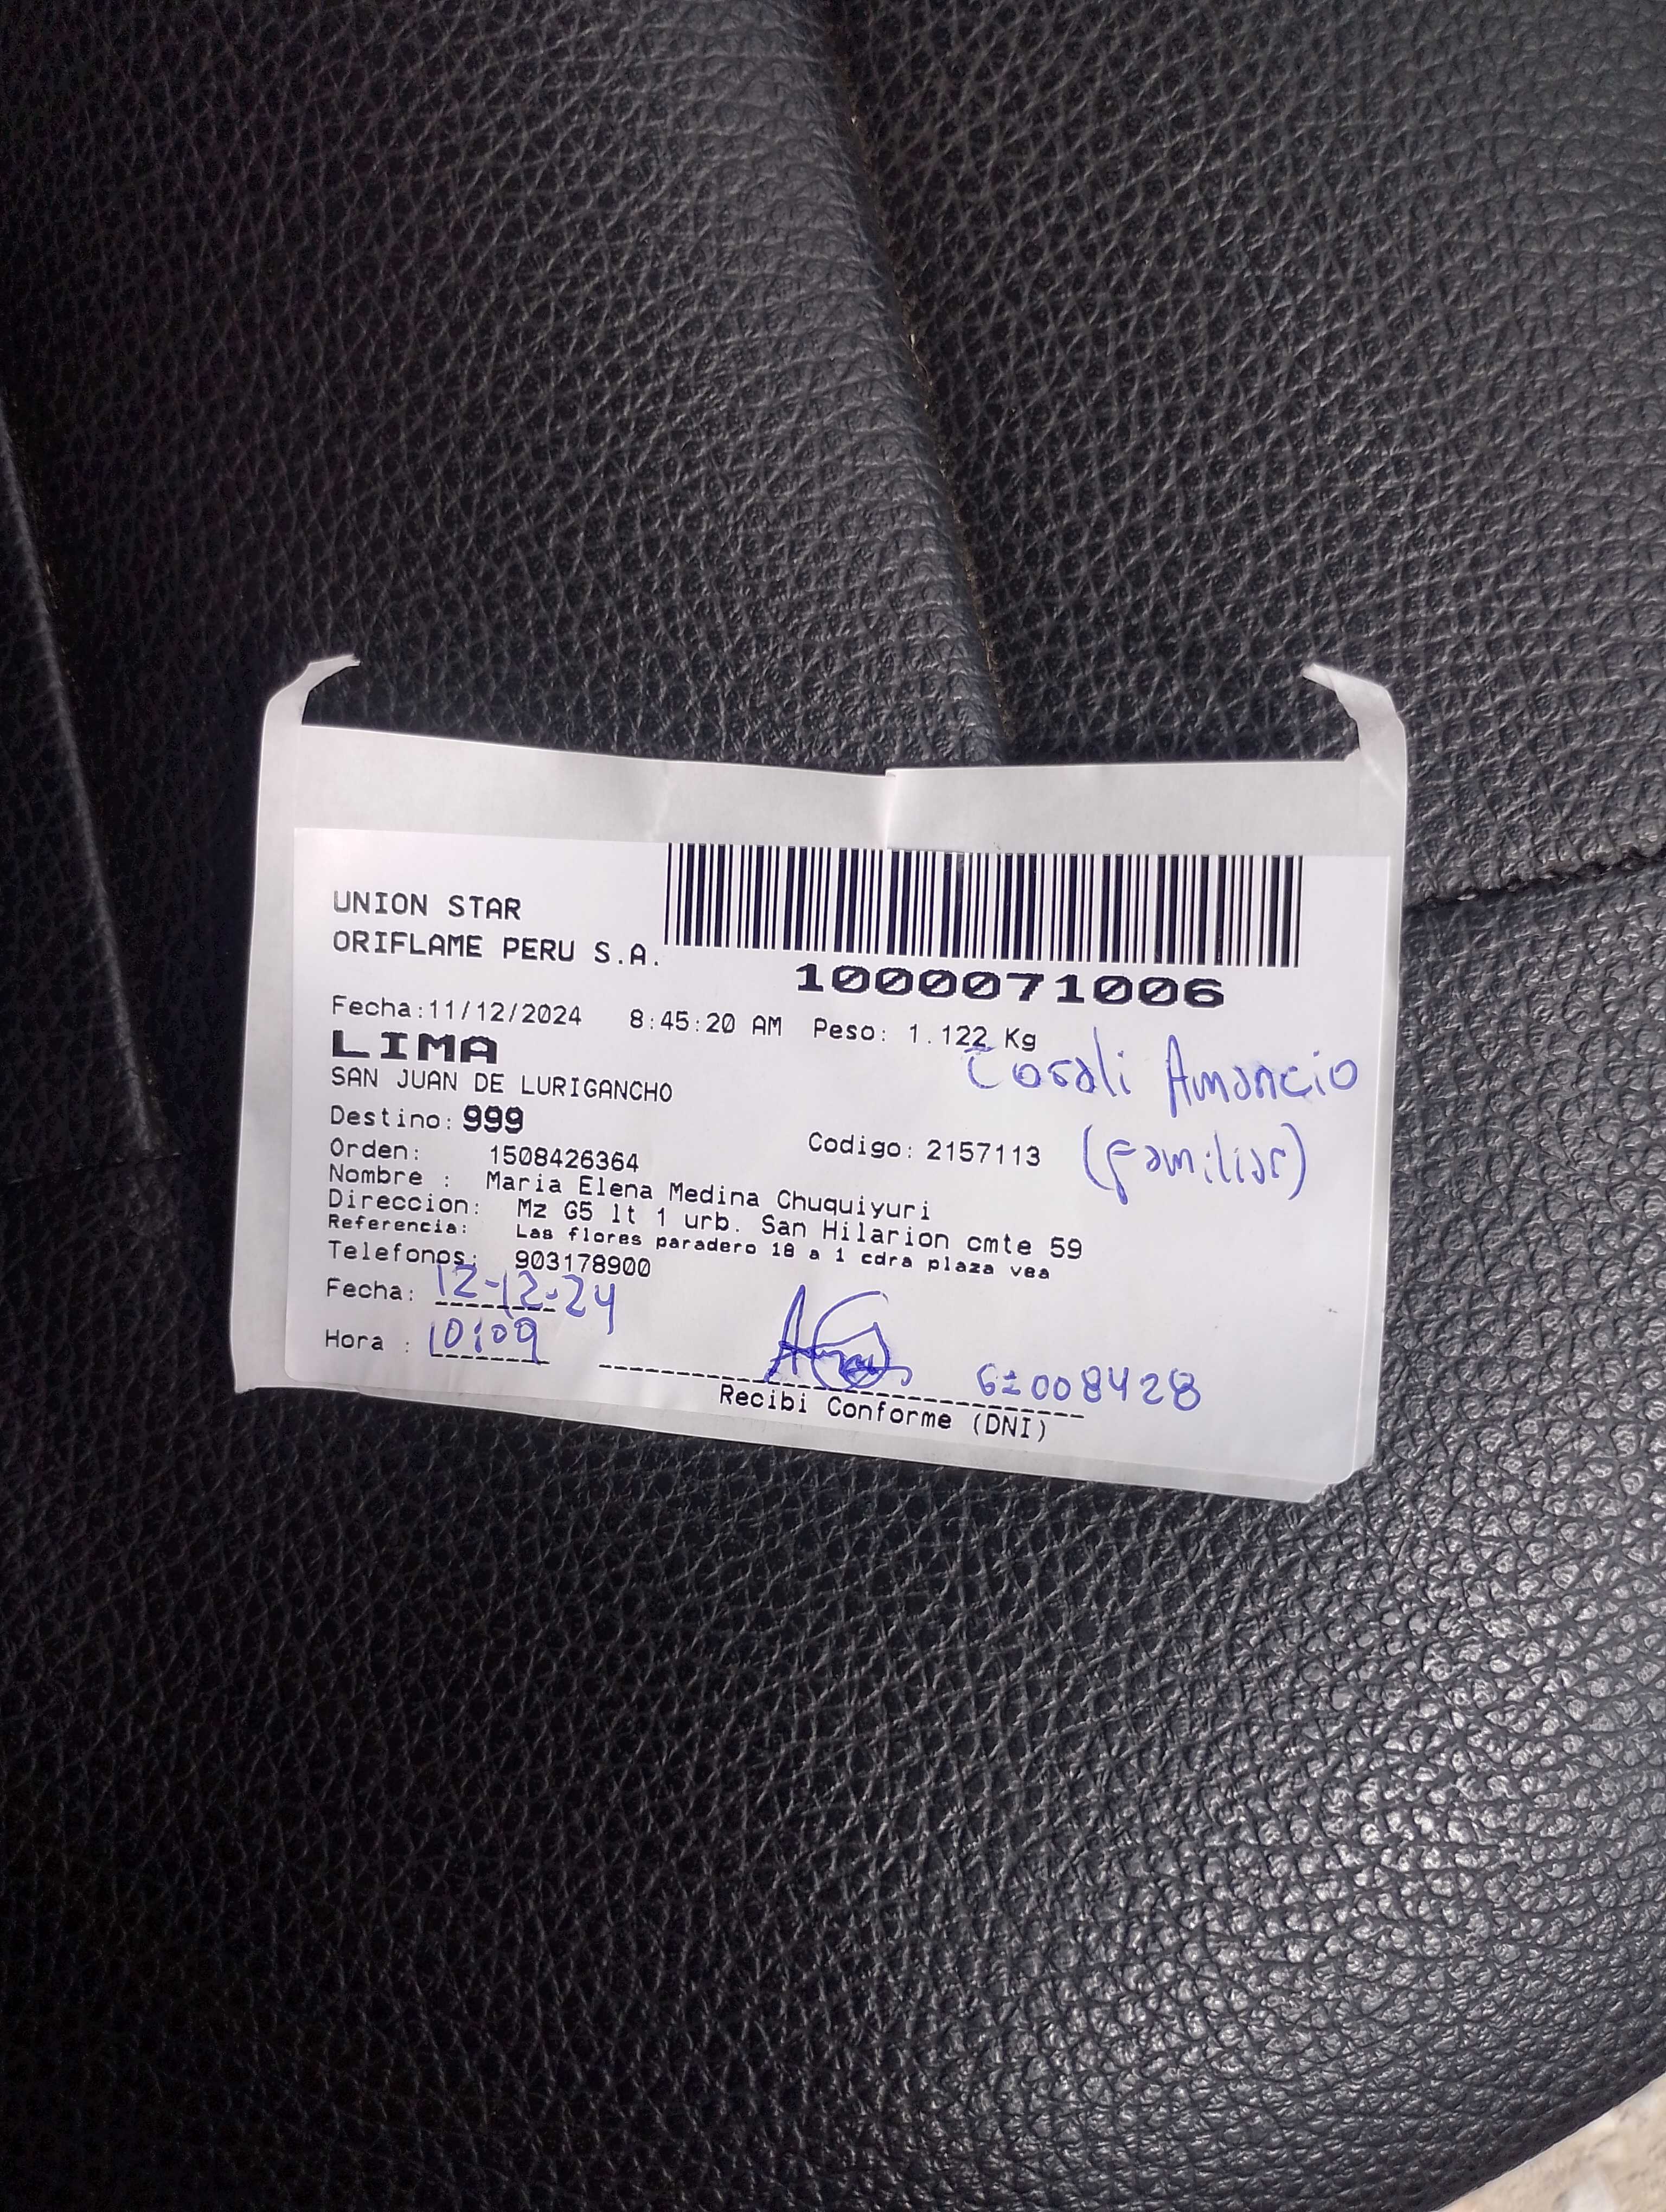 UNION STAR
ORIFLAME PERU S.A.
1000071006
Fecha:11/12/2024 8:45:20 AM Peso: 1.122 Kg
LIMA
SAN JUAN DE LURIGANCHO
Amancio
(familiar)
Destino: 999
Orden: 1508426364 Codigo: 2157113
Nombre : Maria Elena Medina Chuquiyuri
Direccion: Mz G5 lt 1 urb. San Hilarion cmte 59
Referencia: Las flores paradero 18 a 1 cdra plaza vea
Telefonos: 903178900
Fecha: 12-12-24
Hora : 10:09
Recibi Conforme (DNI)